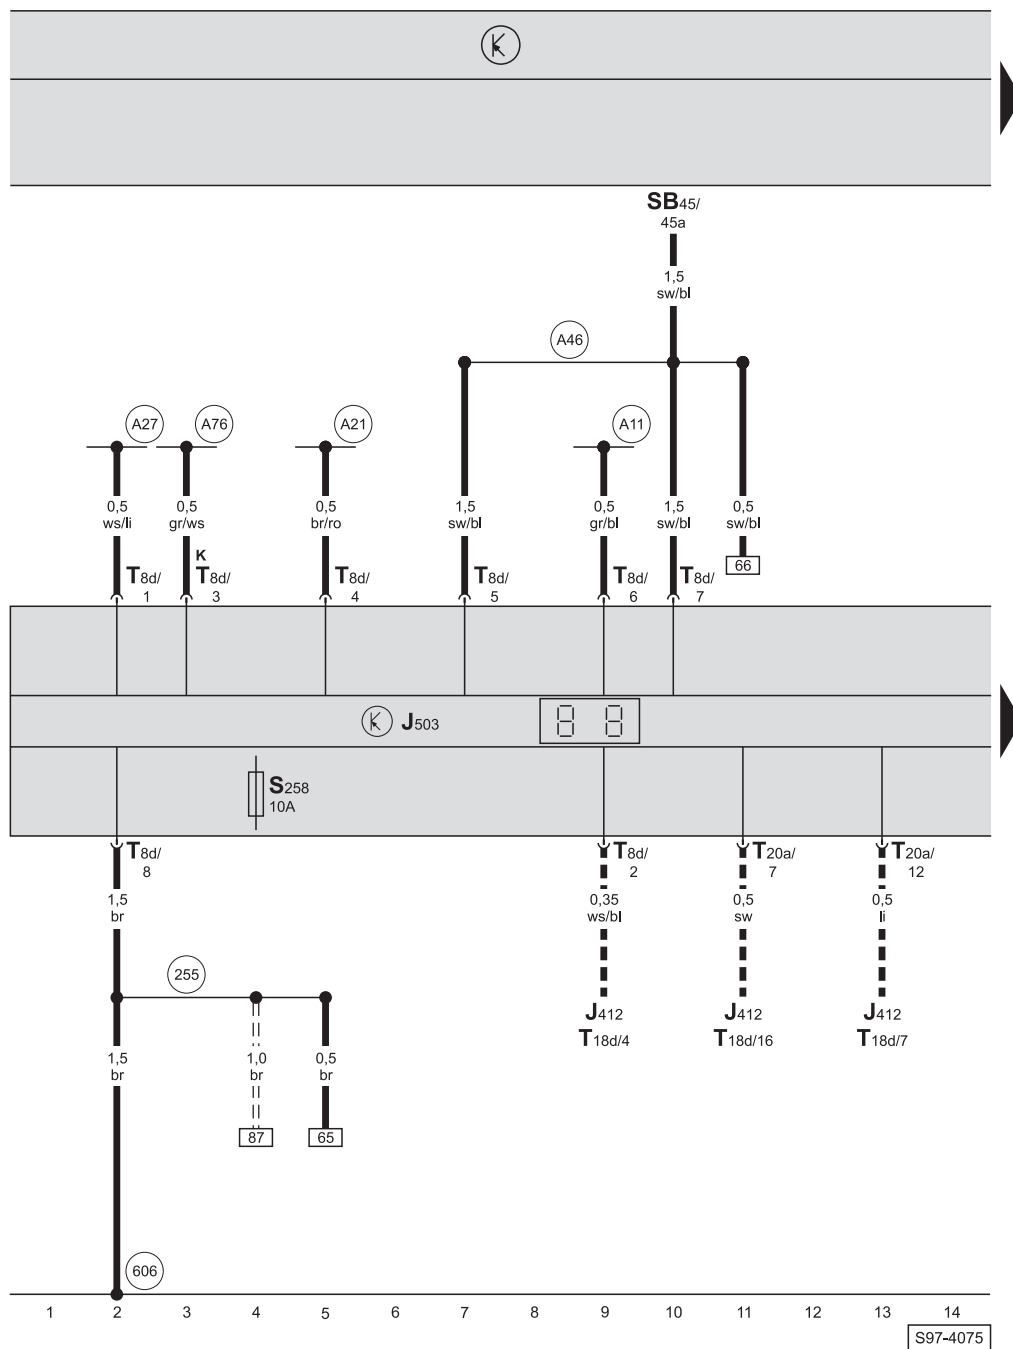 SB45/
45a
1,5
sw/bl
A46
A27
A76
A21
A11
0,5
ws/li
0,5
gr/ws
0,5
br/ro
1,5
sw/bl
0,5
gr/bl
1,5
sw/bl
0,5
sw/bl
66
T8d/
1
K
T8d/
3
T8d/
4
T8d/
5
T8d/
6
T8d/
7
J503
8 8
S258
10A
T8d/
8
T8d/
2
T20a/
7
T20a/
12
1,5
br
0,35
ws/bl
0,5
sw
0,5
li
255
J412
T18d/4
J412
T18d/16
J412
T18d/7
1,5
br
1,0
br
0,5
br
87
65
606
1 2 3 4 5 6 7 8 9 10 11 12 13 14
S97-4075